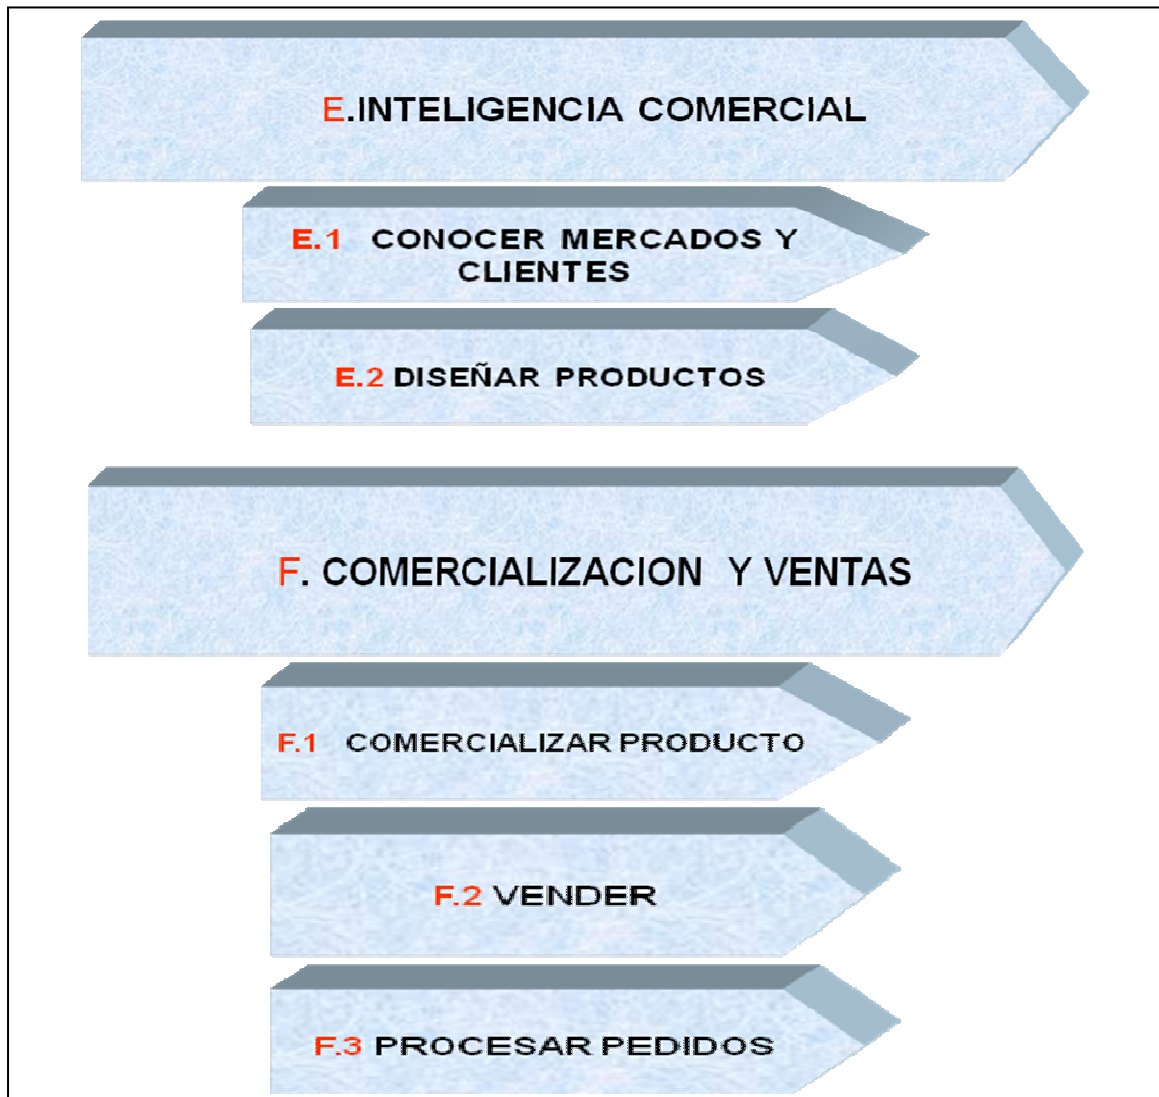 E.INTELIGENCIA COMERCIAL
E.1 CONOCER MERCADOS Y
CLIENTES
E.2 DISEÑAR PRODUCTOS
F. COMERCIALIZACION Y VENTAS
F.1 COMERCIALIZAR PRODUCTO
F.2 VENDER
F.3 PROCESAR PEDIDOS